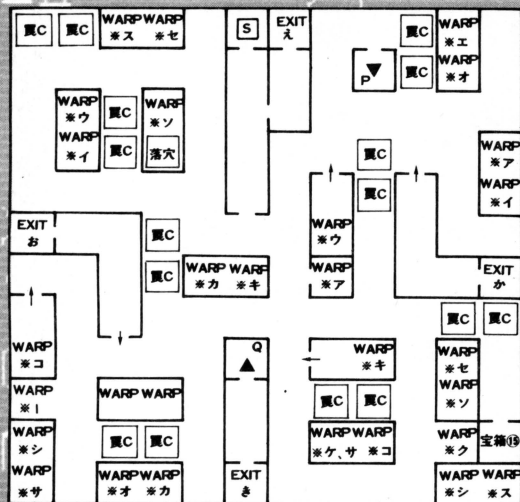 罠C 罠C WARP WARP S EXIT 罠C WARP
※ス ※セ え ※エ
P 罠C WARP
※オ
WARP 罠C WARP
※ウ ※ソ
WARP 罠C 落穴
※イ
罠C WARP
※ア
罠C WARP
※イ
EXIT 罠C WARP
お ※ウ
罠C WARP WARP WARP EXIT
※カ ※キ ※ア か
罠C 罠C
WARP Q WARP WARP
※コ ※キ ※セ
WARP WARP WARP 罠C 罠C WARP
※ー ※ソ
WARP 罠C 罠C WARP WARP WARP 宝箱⑮
※シ ※ケ、サ ※コ ※ク
WARP WARP WARP EXIT WARP WARP
※サ ※オ ※カ き ※シ ※ス